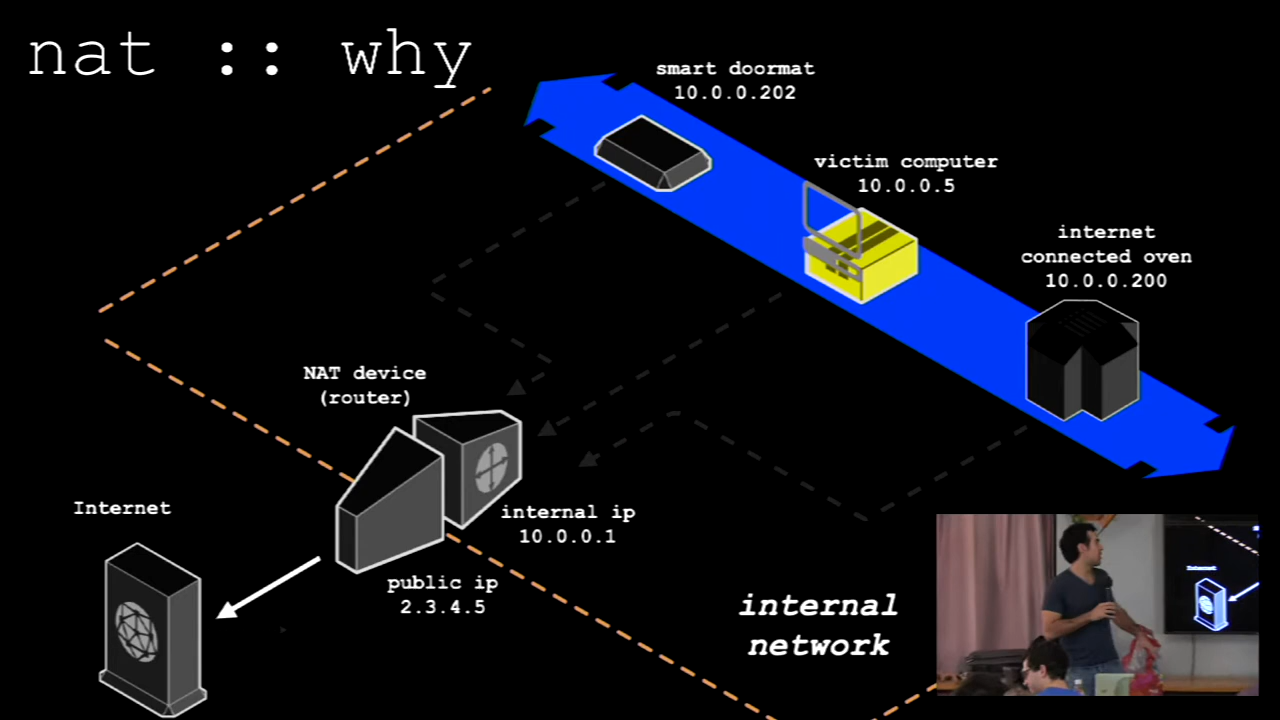 nat :: why
smart doormat
10.0.0.202
victim computer
10.0.0.5
internet
connected oven
10.0.0.200
NAT device
(router)
Internet
internal ip
10.0.0.1
public ip
2.3.4.5
internal
network
Internet